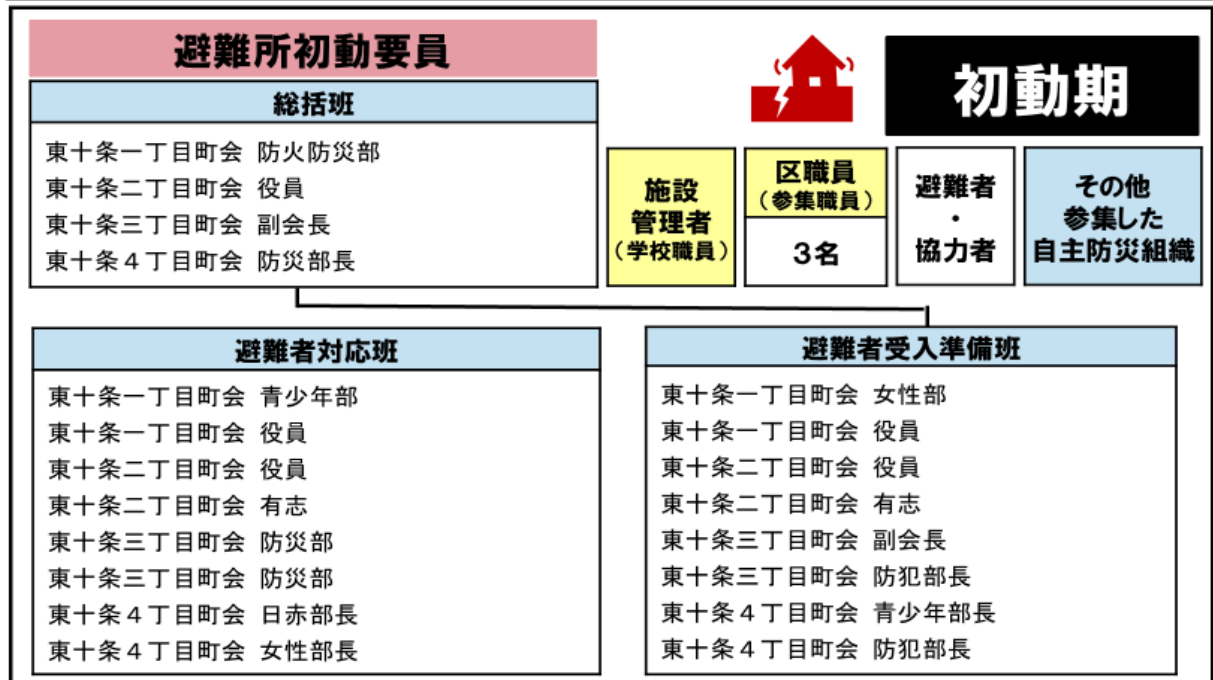 避難所初動要員
初動期
総括班
東十条一丁目町会 防火防災部
東十条二丁目町会 役員
東十条三丁目町会 副会長
東十条４丁目町会 防災部長
施設
管理者
（学校職員）
区職員
（参集職員）
３名
避難者
・
協力者
その他
参集した
自主防災組織
避難者対応班
東十条一丁目町会 青少年部
東十条一丁目町会 役員
東十条二丁目町会 役員
東十条二丁目町会 有志
東十条三丁目町会 防災部
東十条三丁目町会 防災部
東十条４丁目町会 日赤部長
東十条４丁目町会 女性部長
避難者受入準備班
東十条一丁目町会 女性部
東十条一丁目町会 役員
東十条二丁目町会 役員
東十条二丁目町会 有志
東十条三丁目町会 副会長
東十条三丁目町会 防犯部長
東十条４丁目町会 青少年部長
東十条４丁目町会 防犯部長